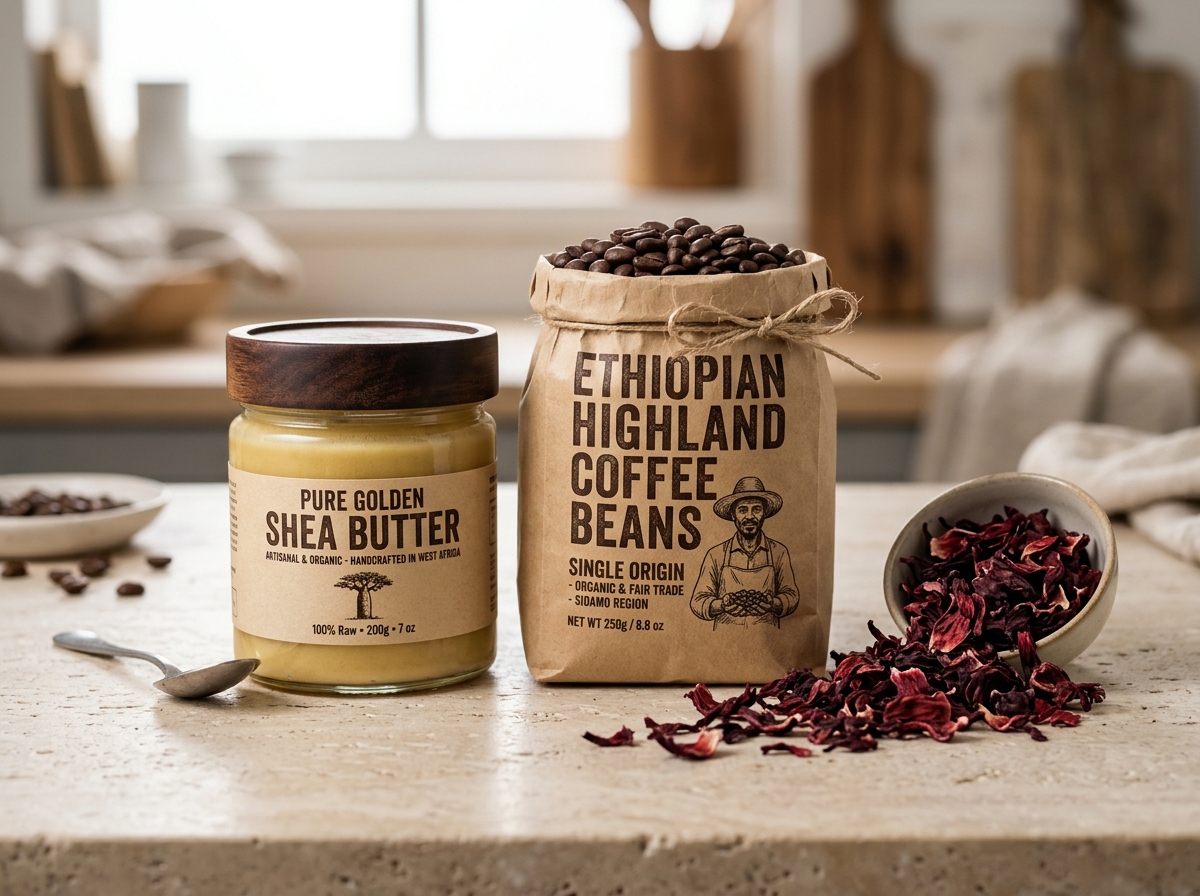 PURE GOLDEN
SHEA BUTTER
ARTISANAL & ORGANIC - HANDCRAFTED IN WEST AFRICA
100% Raw • 200g • 7 oz
ETHIOPIAN
HIGHLAND
COFFEE
BEANS
SINGLE ORIGIN
- ORGANIC & FAIR TRADE
- SIDAMO REGION
NET WT 250g / 8.8 oz